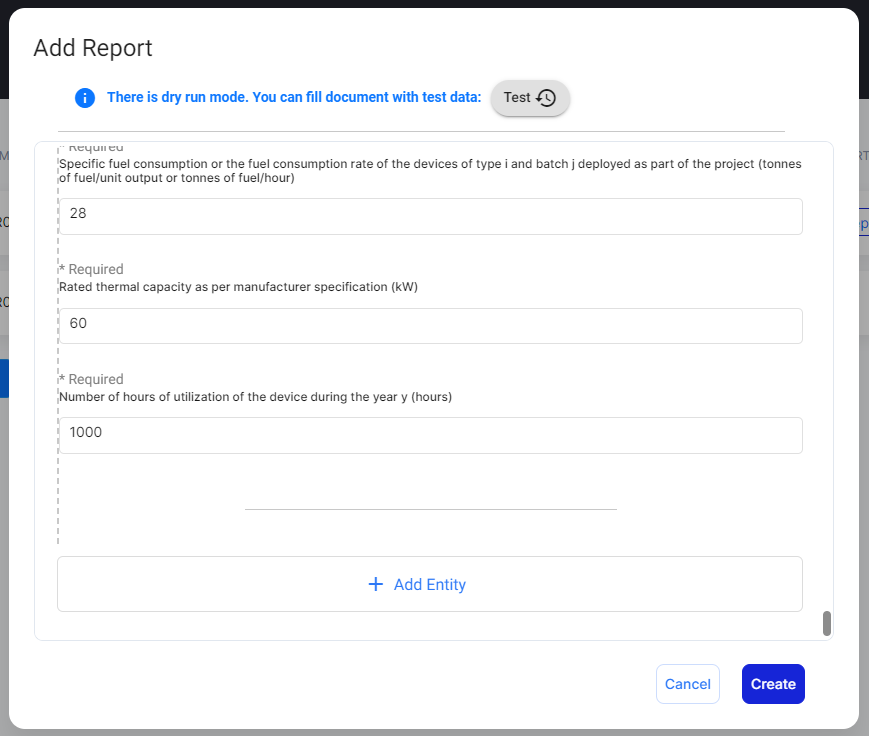 Add Report
There is dry run mode. You can fill document with test data:
Test
* Required
Specific fuel consumption or the fuel consumption rate of the devices of type i and batch j deployed as part of the project (tonnes
of fuel/unit output or tonnes of fuel/hour)
28
* Required
Rated thermal capacity as per manufacturer specification (kW)
60
* Required
Number of hours of utilization of the device during the year y (hours)
1000
+ Add Entity
Cancel
Create